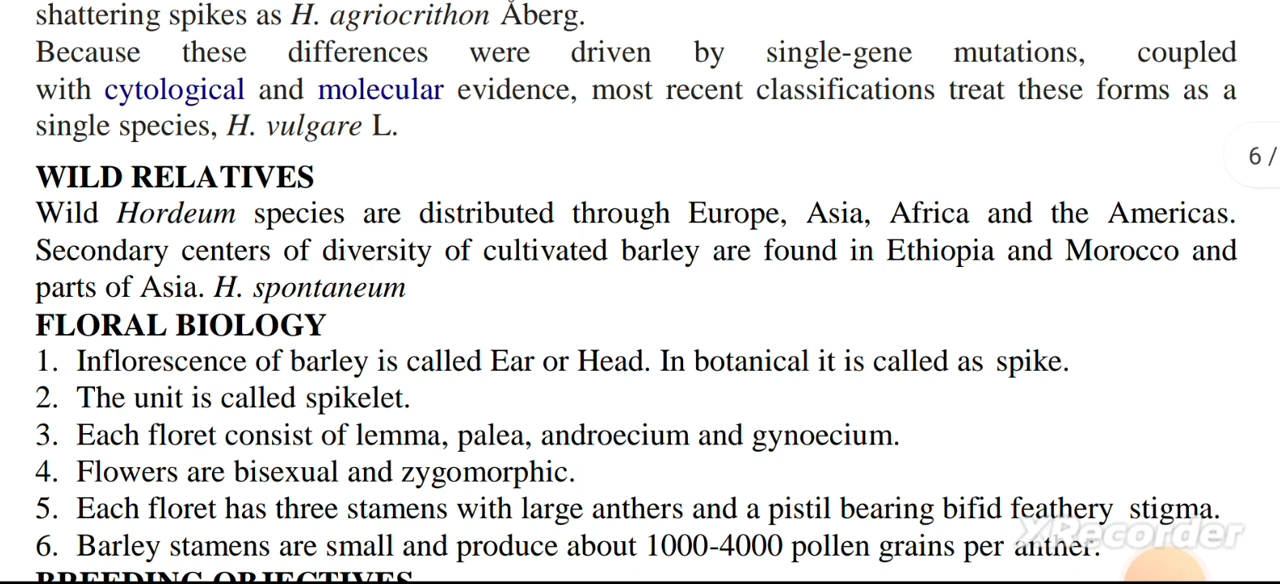 shattering spikes as H. agriocrithon Åberg.
Because these differences were driven by single-gene mutations, coupled
with cytological and molecular evidence, most recent classifications treat these forms as a
single species, H. vulgare L.
6 /
WILD RELATIVES
Wild Hordeum species are distributed through Europe, Asia, Africa and the Americas.
Secondary centers of diversity of cultivated barley are found in Ethiopia and Morocco and
parts of Asia. H. spontaneum
FLORAL BIOLOGY
1. Inflorescence of barley is called Ear or Head. In botanical it is called as spike.
2. The unit is called spikelet.
3. Each floret consist of lemma, palea, androecium and gynoecium.
4. Flowers are bisexual and zygomorphic.
5. Each floret has three stamens with large anthers and a pistil bearing bifid feathery stigma.
6. Barley stamens are small and produce about 1000-4000 pollen grains per anther.
XRecorder
BREEDING OBJECTIVES